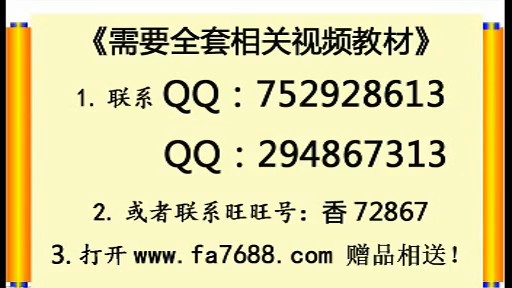 《需要全套相关视频教材》
1. 联系 QQ：752928613
QQ：294867313
2. 或者联系旺旺号：香 72867
3.打开 www.fa7688.com 赠品相送！